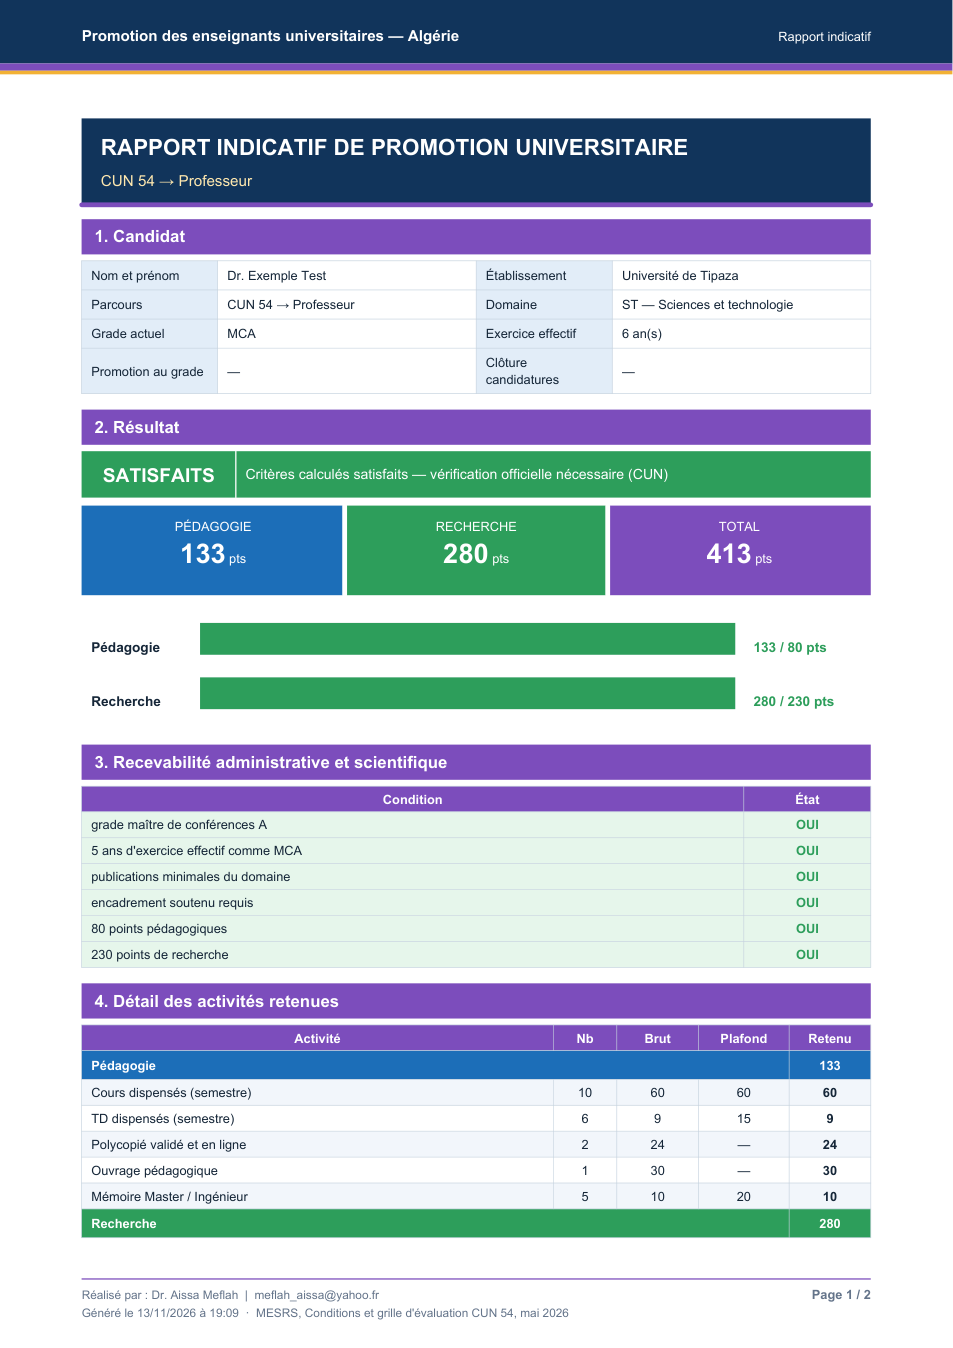 Promotion des enseignants universitaires — Algérie
Rapport indicatif
RAPPORT INDICATIF DE PROMOTION UNIVERSITAIRE
CUN 54 → Professeur
1. Candidat
Nom et prénom Dr. Exemple Test Établissement Université de Tipaza
Parcours CUN 54 → Professeur Domaine ST — Sciences et technologie
Grade actuel MCA Exercice effectif 6 an(s)
Promotion au grade — Clôture candidatures —
2. Résultat
SATISFAITS Critères calculés satisfaits — vérification officielle nécessaire (CUN)
PÉDAGOGIE RECHERCHE TOTAL
133 pts 280 pts 413 pts
Pédagogie 133 / 80 pts
Recherche 280 / 230 pts
3. Recevabilité administrative et scientifique
Condition État
grade maître de conférences A OUI
5 ans d'exercice effectif comme MCA OUI
publications minimales du domaine OUI
encadrement soutenu requis OUI
80 points pédagogiques OUI
230 points de recherche OUI
4. Détail des activités retenues
Activité Nb Brut Plafond Retenu
Pédagogie 133
Cours dispensés (semestre) 10 60 60 60
TD dispensés (semestre) 6 9 15 9
Polycopié validé et en ligne 2 24 — 24
Ouvrage pédagogique 1 30 — 30
Mémoire Master / Ingénieur 5 10 20 10
Recherche 280
Réalisé par : Dr. Aissa Meflah | meflah_aissa@yahoo.fr Page 1 / 2
Généré le 13/11/2026 à 19:09 · MESRS, Conditions et grille d'évaluation CUN 54, mai 2026